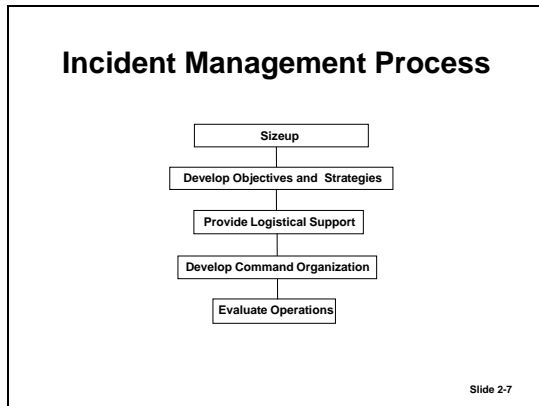 Incident Management Process
Sizeup
Develop Objectives and Strategies
Provide Logistical Support
Develop Command Organization
Evaluate Operations
Slide 2-7